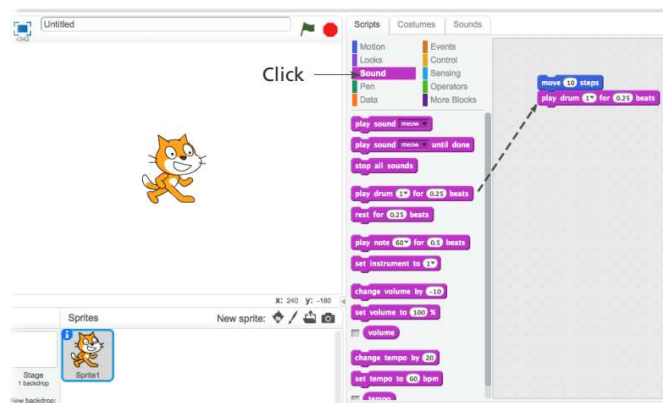 Untitled
v342
Click
x: 240 y: -180
Sprites
New sprite:
Stage
1 backdrop
New backdrop:
Sprite1
Scripts
Costumes
Sounds
Motion
Looks
Sound
Pen
Data
Events
Control
Sensing
Operators
More Blocks
play sound meow
play sound meow until done
stop all sounds
play drum 1 for 0.25 beats
rest for 0.25 beats
play note 60 for 0.5 beats
set instrument to 1
change volume by -10
set volume to 100 %
volume
change tempo by 20
set tempo to 60 bpm
tempo
move 10 steps
play drum 1 for 0.25 beats